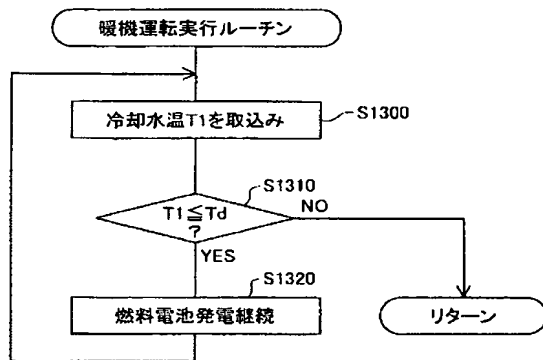 暖機運転実行ルーチン
冷却水温T1を取込み
S1300
S1310
T1≦Td
?
NO
YES
S1320
燃料電池発電継続
リターン